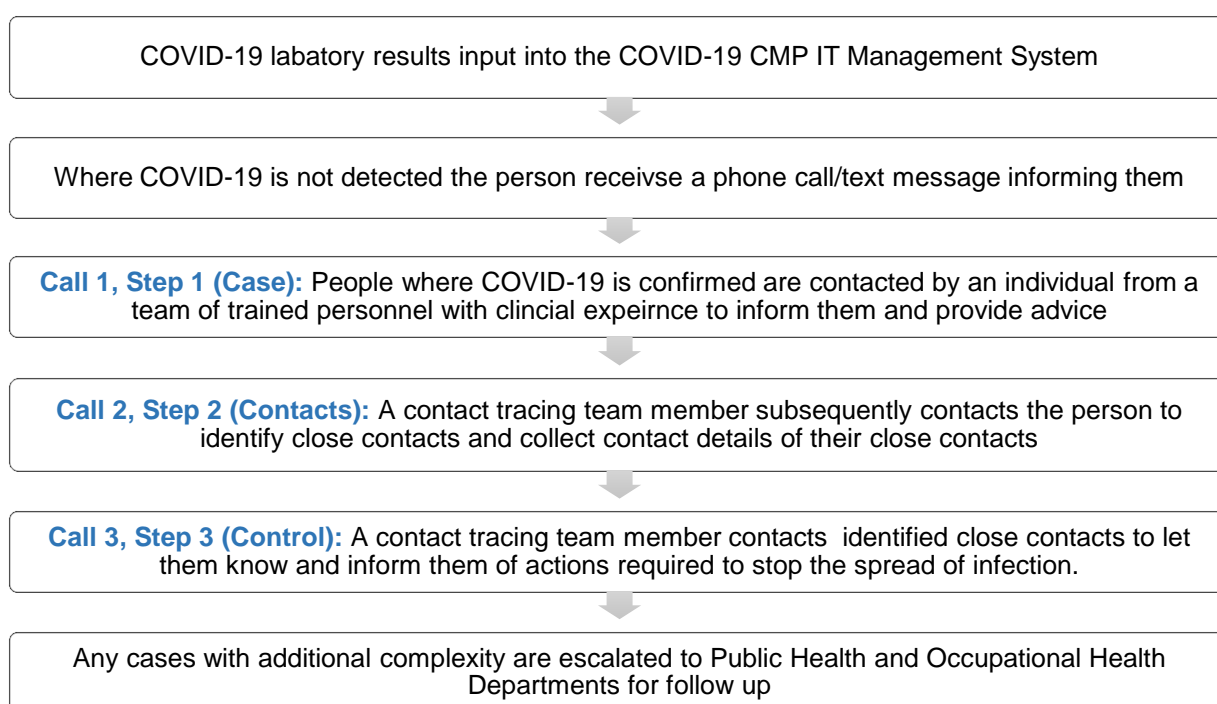 COVID-19 labatory results input into the COVID-19 CMP IT Management System
Where COVID-19 is not detected the person receivse a phone call/text message informing them
Call 1, Step 1 (Case): People where COVID-19 is confirmed are contacted by an individual from a
team of trained personnel with clincial expeirnce to inform them and provide advice
Call 2, Step 2 (Contacts): A contact tracing team member subsequently contacts the person to
identify close contacts and collect contact details of their close contacts
Call 3, Step 3 (Control): A contact tracing team member contacts identified close contacts to let
them know and inform them of actions required to stop the spread of infection.
Any cases with additional complexity are escalated to Public Health and Occupational Health
Departments for follow up